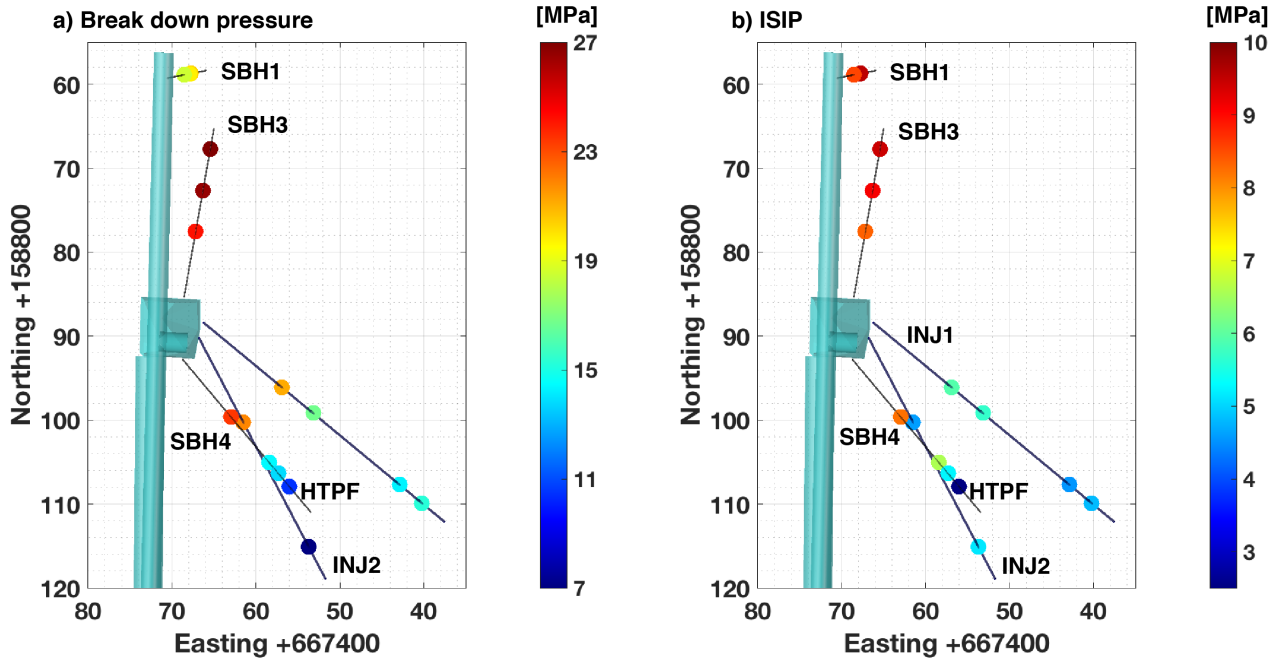 a) Break down pressure
[MPa]
b) ISIP
[MPa]
SBH1
SBH3
SBH4
HTPF
INJ2
60
70
80
90
100
110
120
80
70
60
50
40
Northing +158800
Easting +667400
27
23
19
15
11
7
SBH1
SBH3
INJ1
SBH4
HTPF
INJ2
60
70
80
90
100
110
120
80
70
60
50
40
Northing +158800
Easting +667400
10
9
8
7
6
5
4
3